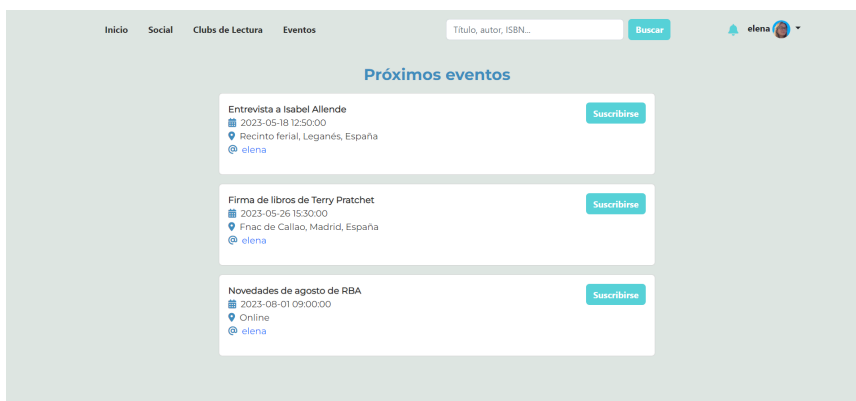 Inicio Social Clubs de Lectura Eventos Título, autor, ISBN... Buscar elena
Próximos eventos
Entrevista a Isabel Allende Suscribirse
2023-05-18 12:50:00
Recinto ferial, Leganés, España
@ elena
Firma de libros de Terry Pratchet Suscribirse
2023-05-26 15:30:00
Fnac de Callao, Madrid, España
@ elena
Novedades de agosto de RBA Suscribirse
2023-08-01 09:00:00
Online
@ elena